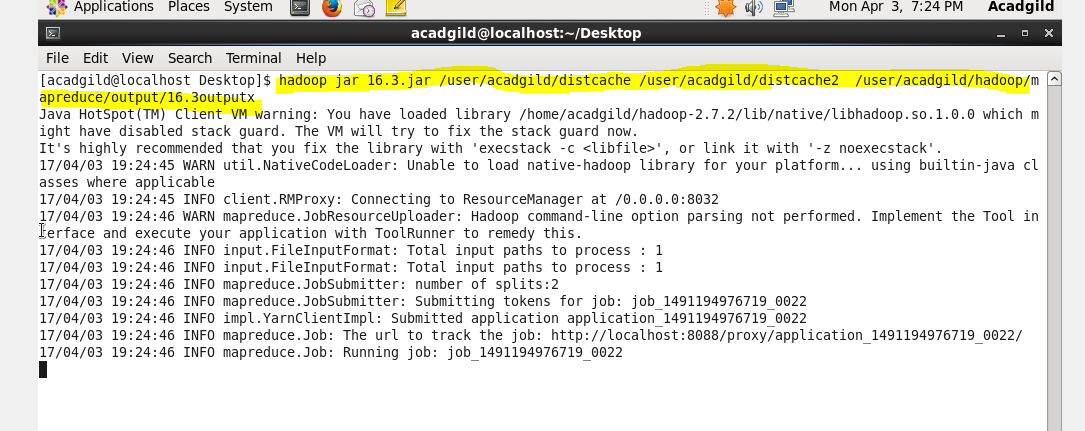 Applications Places System Mon Apr 3, 7:24 PM Acadgild
acadgild@localhost:~/Desktop
File Edit View Search Terminal Help
[acadgild@localhost Desktop]$ hadoop jar 16.3.jar /user/acadgild/distcache /user/acadgild/distcache2  /user/acadgild/hadoop/m
apreduce/output/16.3outputx
Java HotSpot(TM) Client VM warning: You have loaded library /home/acadgild/hadoop-2.7.2/lib/native/libhadoop.so.1.0.0 which m
ight have disabled stack guard. The VM will try to fix the stack guard now.
It's highly recommended that you fix the library with 'execstack -c <libfile>', or link it with '-z noexecstack'.
17/04/03 19:24:45 WARN util.NativeCodeLoader: Unable to load native-hadoop library for your platform... using builtin-java cl
asses where applicable
17/04/03 19:24:45 INFO client.RMProxy: Connecting to ResourceManager at /0.0.0.0:8032
17/04/03 19:24:46 WARN mapreduce.JobResourceUploader: Hadoop command-line option parsing not performed. Implement the Tool in
terface and execute your application with ToolRunner to remedy this.
17/04/03 19:24:46 INFO input.FileInputFormat: Total input paths to process : 1
17/04/03 19:24:46 INFO input.FileInputFormat: Total input paths to process : 1
17/04/03 19:24:46 INFO mapreduce.JobSubmitter: number of splits:2
17/04/03 19:24:46 INFO mapreduce.JobSubmitter: Submitting tokens for job: job_1491194976719_0022
17/04/03 19:24:46 INFO impl.YarnClientImpl: Submitted application application_1491194976719_0022
17/04/03 19:24:46 INFO mapreduce.Job: The url to track the job: http://localhost:8088/proxy/application_1491194976719_0022/
17/04/03 19:24:46 INFO mapreduce.Job: Running job: job_1491194976719_0022